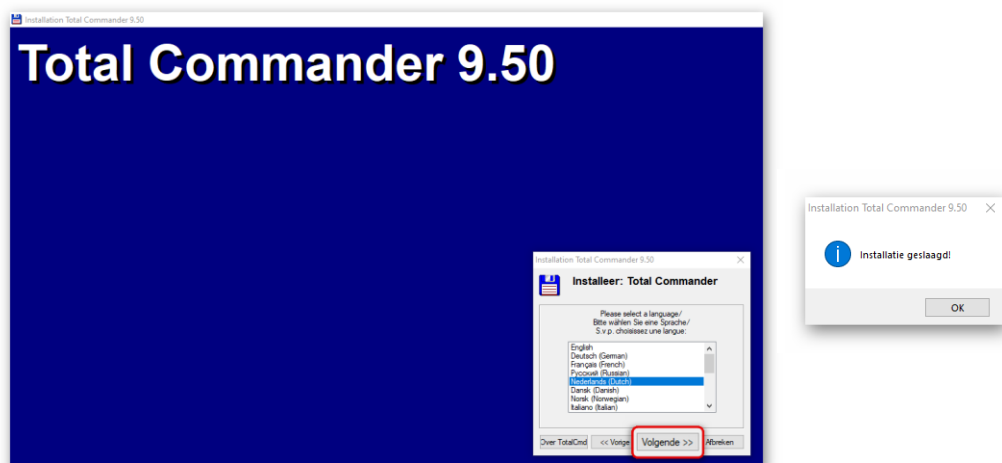 Installation Total Commander 9.50
Total Commander 9.50
Installation Total Commander 9.50
Installeer: Total Commander
Please select a language/
Bitte wählen Sie eine Sprache/
S.v.p. choisissez une langue:
English
Deutsch (German)
Français (French)
Русский (Russian)
Nederlands (Dutch)
Dansk (Danish)
Norsk (Norwegian)
Italiano (Italian)
Over TotalCmd
<< Vorige
Volgende >>
Afbreken
Installation Total Commander 9.50
Installatie geslaagd!
OK